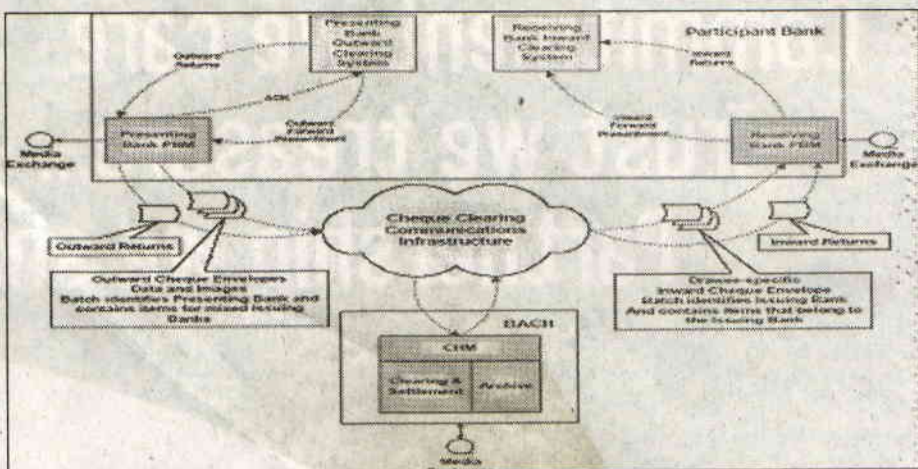 Presenting
Bank
Outward
Clearing
System
Receiving
Bank Inward
Clearing
System
Participant Bank
Outward
Returns
Inward
Returns
ACK
Outward
Forward
Presentment
Inward
Forward
Presentment
Presenting
Bank PBM
Receiving
Bank PBM
Media
Exchange
Media
Exchange
Cheque Clearing
Communications
Infrastructure
Outward Returns
Inward Returns
Outward Cheque Envelopes
Data and Images
Batch identifies Presenting Bank and
contains items for mixed issuing
Banks
Drawee-specific
Inward Cheque Envelope
Batch identifies Issuing Bank
And contains items that belong to
the Issuing Bank
BACH
CHM
Clearing &
Settlement
Archive
Media